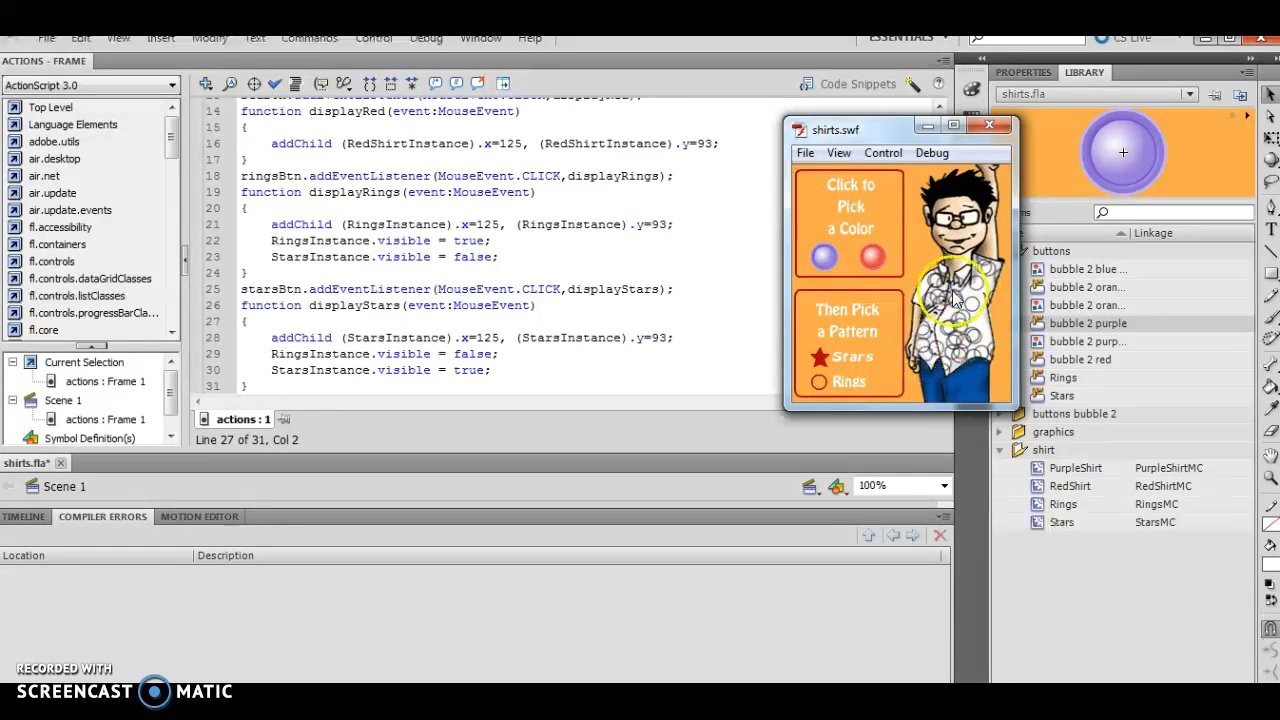 File Edit View Insert Modify Text Commands Control Debug Window Help
ESSENTIALS
CS Live
ACTIONS - FRAME
ActionScript 3.0
Code Snippets
Top Level
Language Elements
adobe.utils
air.desktop
air.net
air.update
air.update.events
fl.accessibility
fl.containers
fl.controls
fl.controls.dataGridClasses
fl.controls.listClasses
fl.controls.progressBarClass...
fl.core
Current Selection
actions : Frame 1
Scene 1
actions : Frame 1
Symbol Definition(s)
14 function displayRed(event:MouseEvent)
15 {
16 addChild (RedShirtInstance).x=125, (RedShirtInstance).y=93;
17 }
18 ringsBtn.addEventListener(MouseEvent.CLICK,displayRings);
19 function displayRings(event:MouseEvent)
20 {
21 addChild (RingsInstance).x=125, (RingsInstance).y=93;
22 RingsInstance.visible = true;
23 StarsInstance.visible = false;
24 }
25 starsBtn.addEventListener(MouseEvent.CLICK,displayStars);
26 function displayStars(event:MouseEvent)
27 {
28 addChild (StarsInstance).x=125, (StarsInstance).y=93;
29 RingsInstance.visible = false;
30 StarsInstance.visible = true;
31 }
actions : 1
Line 27 of 31, Col 2
shirts.fla*
Scene 1
100%
TIMELINE COMPILER ERRORS MOTION EDITOR
Location Description
shirts.swf
File View Control Debug
Click to
Pick
a Color
Then Pick
a Pattern
Stars
Rings
PROPERTIES LIBRARY
shirts.fla
Linkage
buttons
bubble 2 blue ...
bubble 2 oran...
bubble 2 oran...
bubble 2 purple
bubble 2 purp...
bubble 2 red
Rings
Stars
buttons bubble 2
graphics
shirt
PurpleShirt PurpleShirtMC
RedShirt RedShirtMC
Rings RingsMC
Stars StarsMC
RECORDED WITH
SCREENCAST MATIC